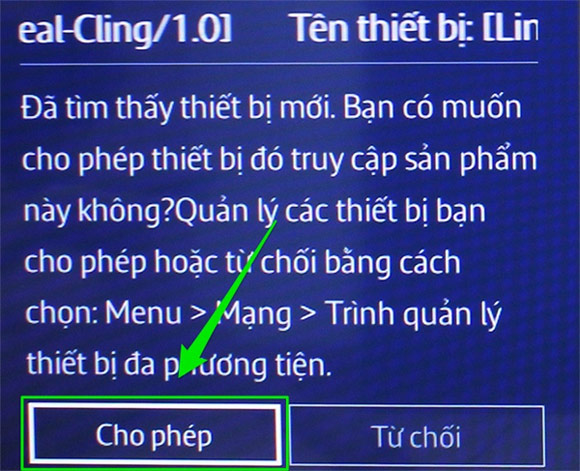 eal-Cling/1.0] Tên thiết bị: [Lin
Đã tìm thấy thiết bị mới. Bạn có muốn
cho phép thiết bị đó truy cập sản phẩm
này không?Quản lý các thiết bị bạn
cho phép hoặc từ chối bằng cách
chọn: Menu > Mạng > Trình quản lý
thiết bị đa phương tiện.
Cho phép Từ chối